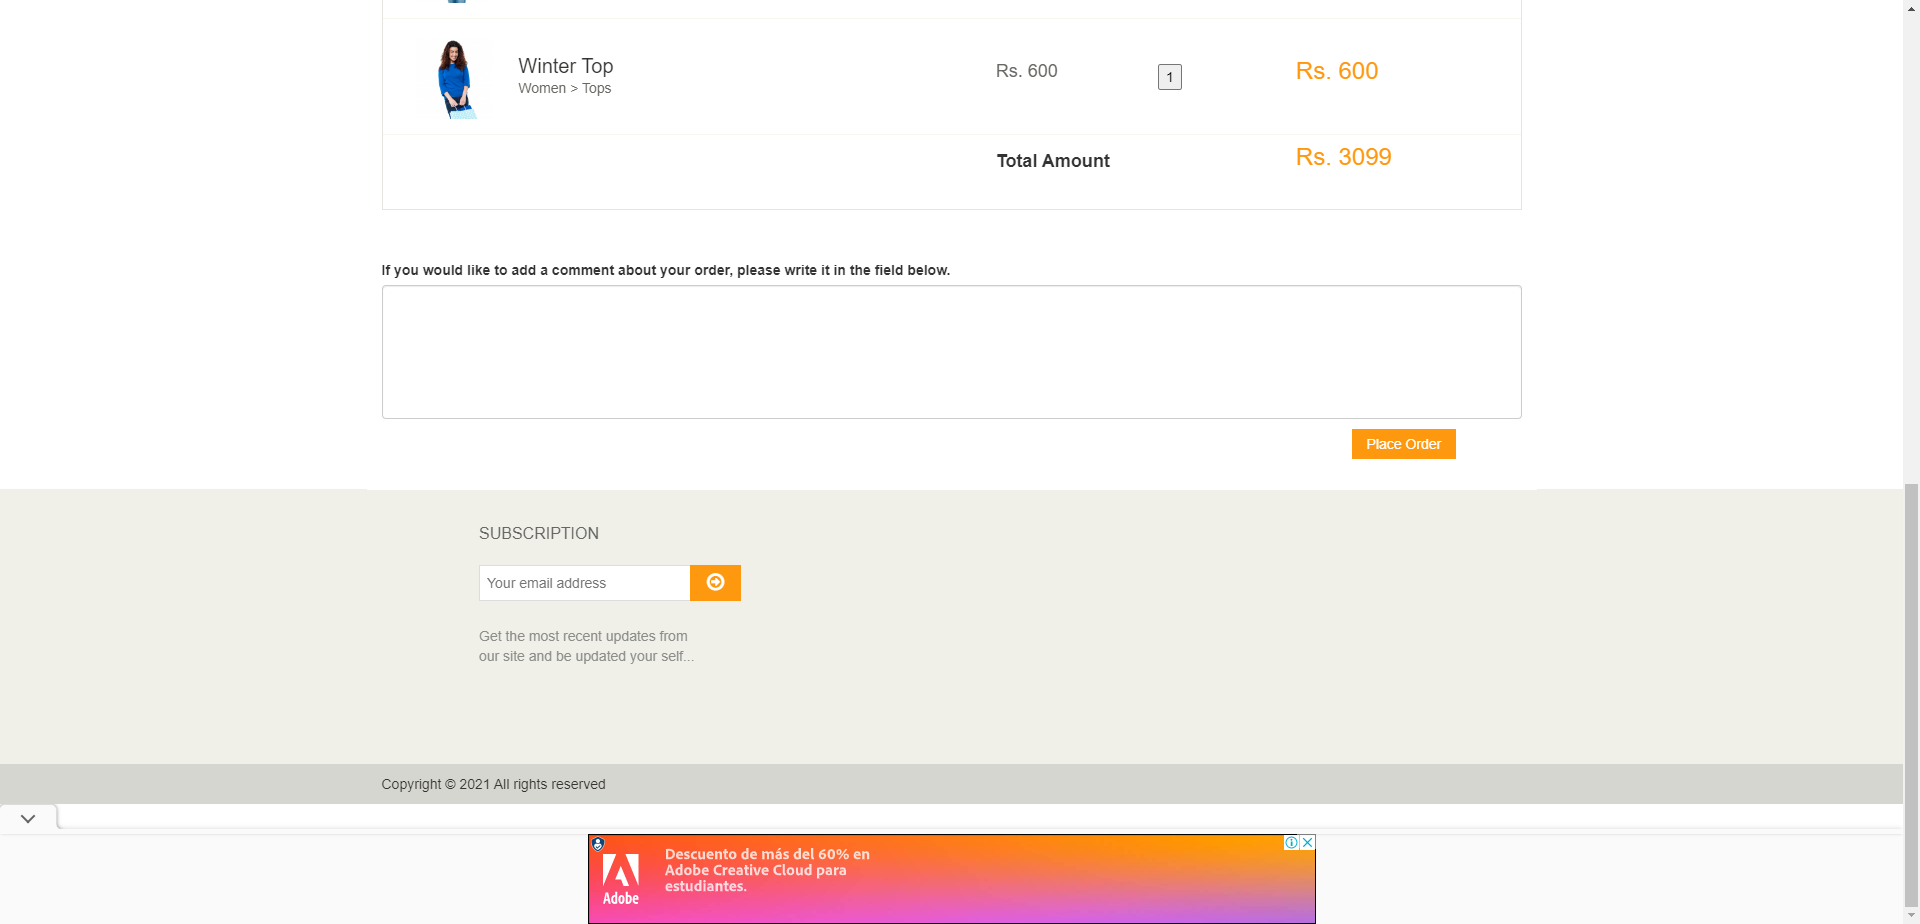 Winter Top
Women > Tops
Rs. 600
1
Rs. 600
Total Amount
Rs. 3099
If you would like to add a comment about your order, please write it in the field below.
Place Order
SUBSCRIPTION
Your email address
Get the most recent updates from
our site and be updated your self...
Copyright © 2021 All rights reserved
Adobe
Descuento de más del 60% en
Adobe Creative Cloud para
estudiantes.